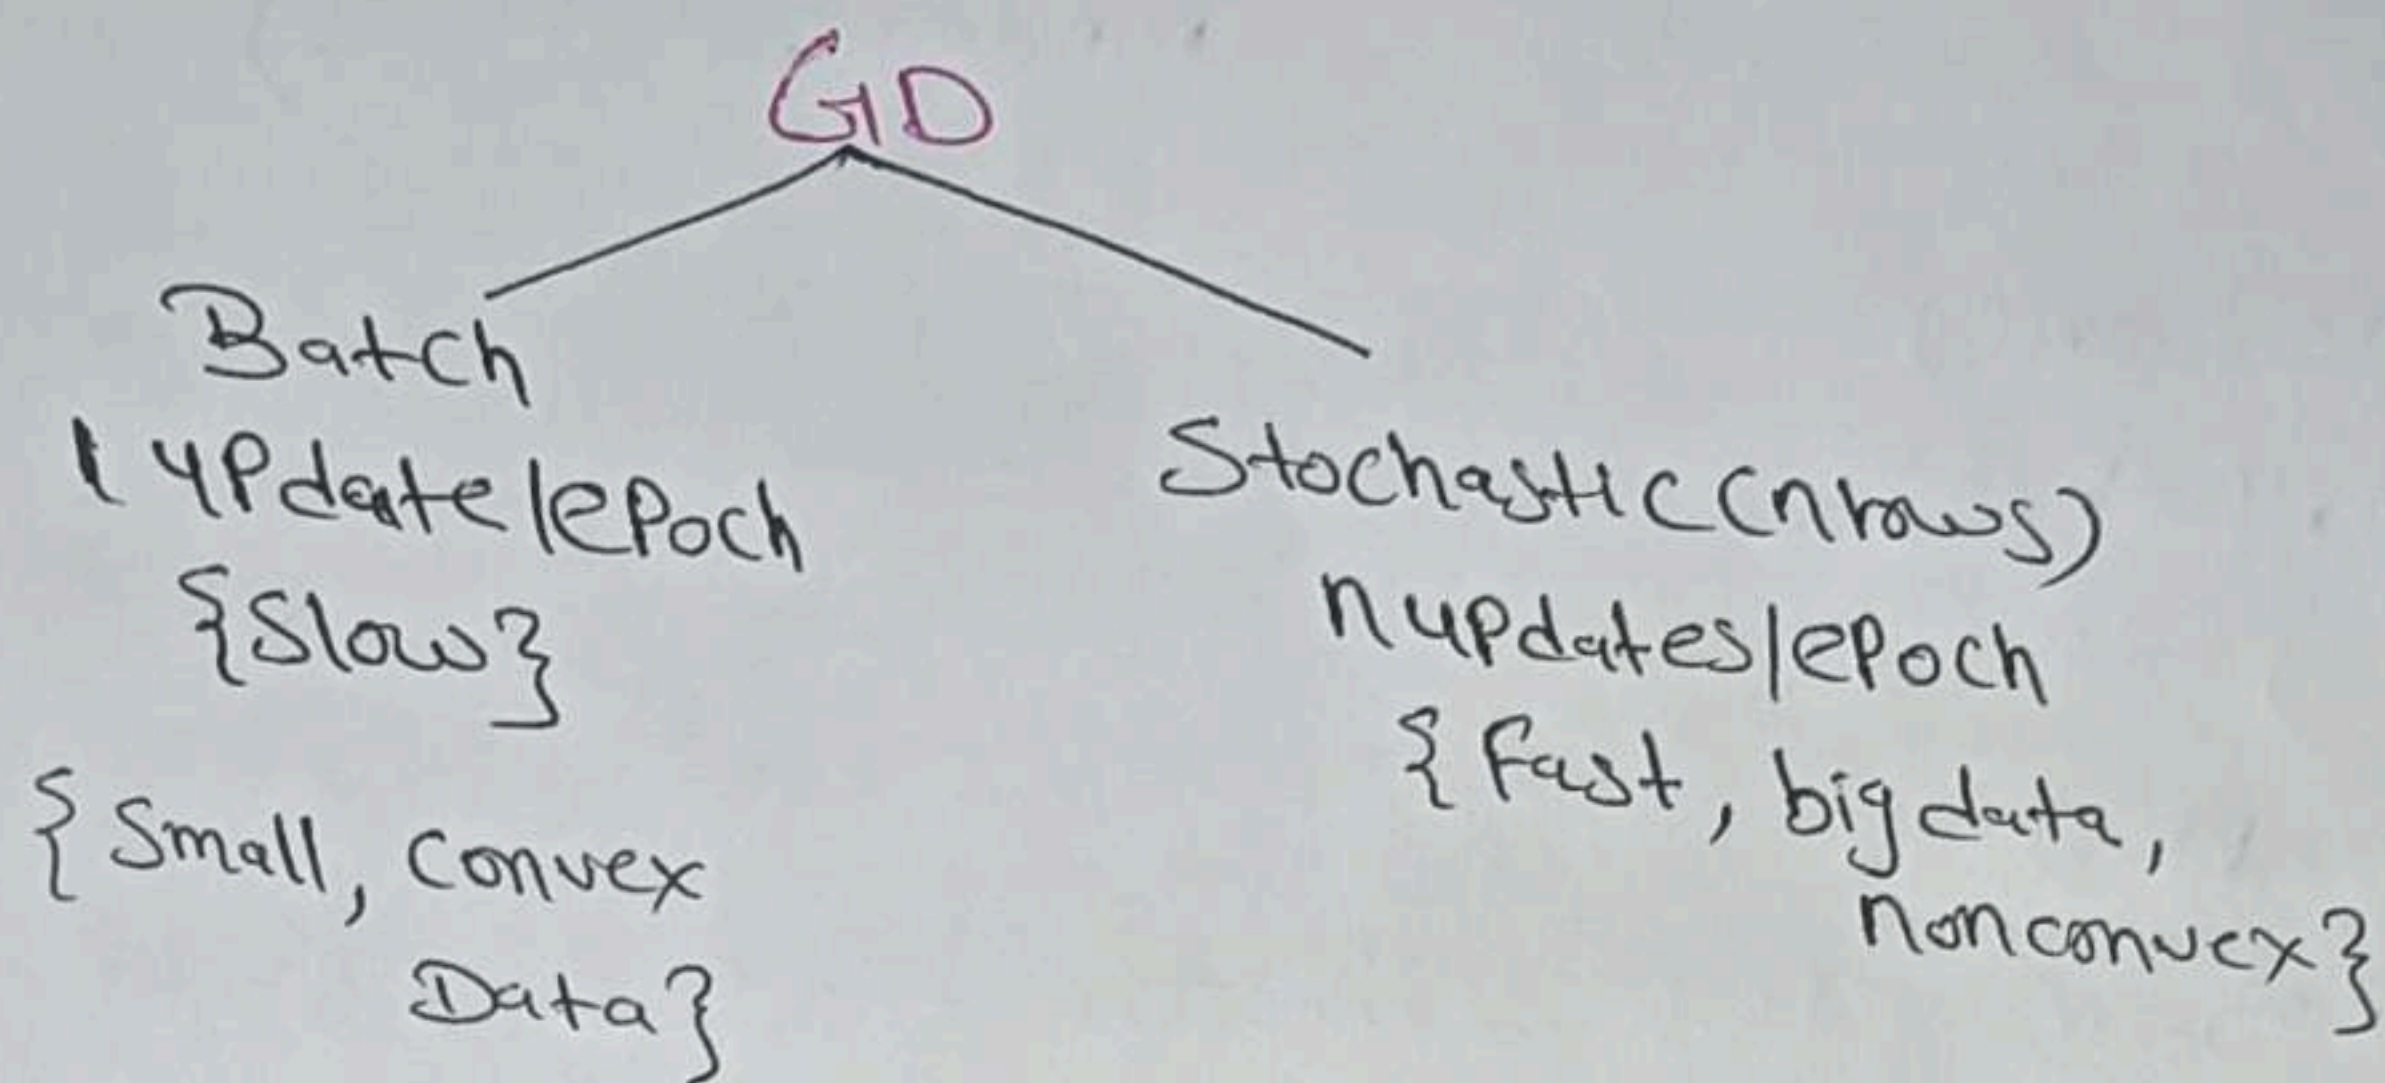 GD
Batch
1 update/epoch
{Slow}
{Small, convex
Data}
Stochastic (n rows)
n updates/epoch
{Fast, big data,
nonconvex}